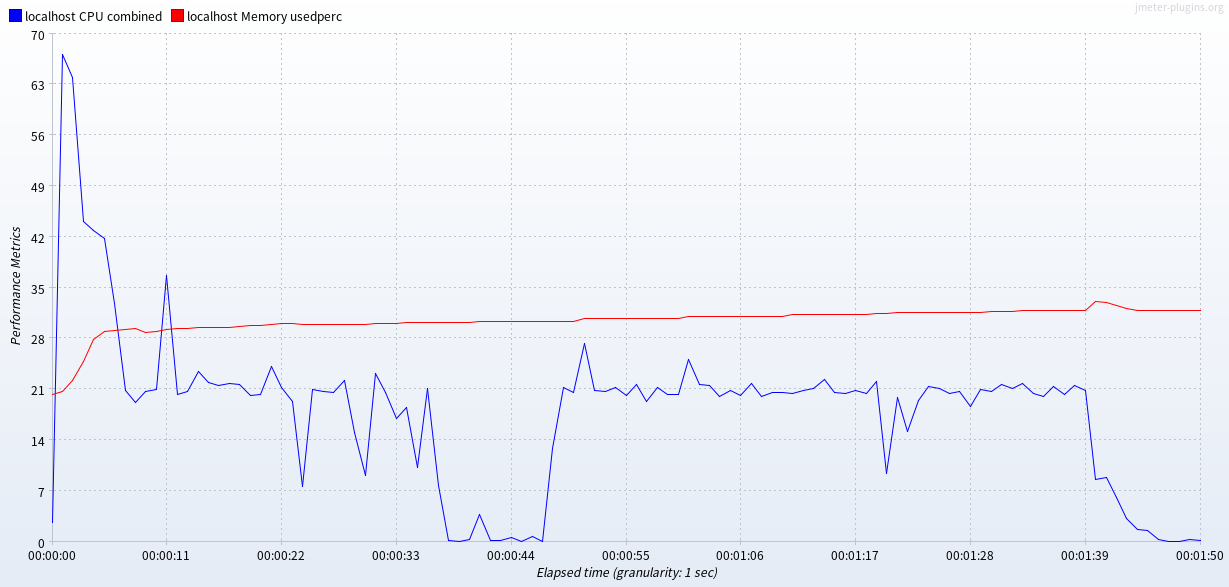 jmeter-plugins.org
localhost CPU combined localhost Memory usedperc
70
63
56
49
42
35
28
21
14
7
0
Performance Metrics
00:00:00 00:00:11 00:00:22 00:00:33 00:00:44 00:00:55 00:01:06 00:01:17 00:01:28 00:01:39 00:01:50
Elapsed time (granularity: 1 sec)